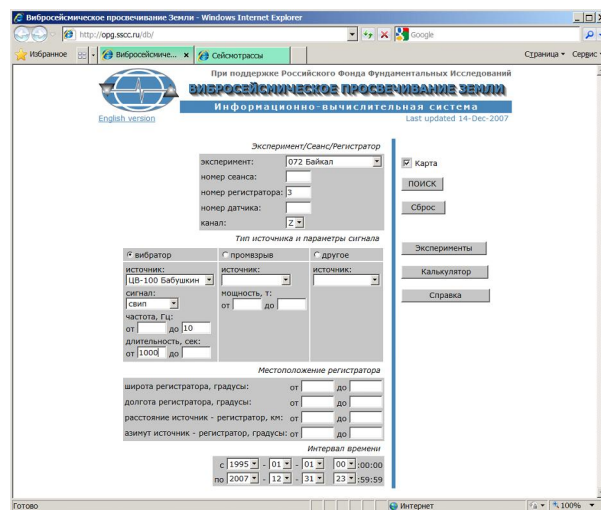 Вибросейсмическое просвечивание Земли - Windows Internet Explorer
http://opg.sscc.ru/db/
Google
Избранное
Вибросейсмиче...
Сейсмотрассы
Страница
Сервис
При поддержке Российского Фонда Фундаментальных Исследований
ВИБРОСЕЙСМИЧЕСКОЕ ПРОСВЕЧИВАНИЕ ЗЕМЛИ
Информационно-вычислительная система
English version
Last updated 14-Dec-2007
Эксперимент/Сеанс/Регистратор
эксперимент: 072 Байкал
номер сеанса:
номер регистратора: 3
номер датчика:
канал: Z
Карта
ПОИСК
Сброс
Эксперименты
Калькулятор
Справка
Тип источника и параметры сигнала
вибратор
промвзрыв
другое
источник:
ЦВ-100 Бабушкин
сигнал:
свип
частота, Гц:
от до 10
длительность, сек:
от 1000 до
источник:
мощность, т:
от до
источник:
Местоположение регистратора
широта регистратора, градусы: от до
долгота регистратора, градусы: от до
расстояние источник - регистратор, км: от до
азимут источник - регистратор, градусы: от до
Интервал времени
с 1995 - 01 - 01 00 :00:00
по 2007 - 12 - 31 23 :59:59
Готово
Интернет
100%